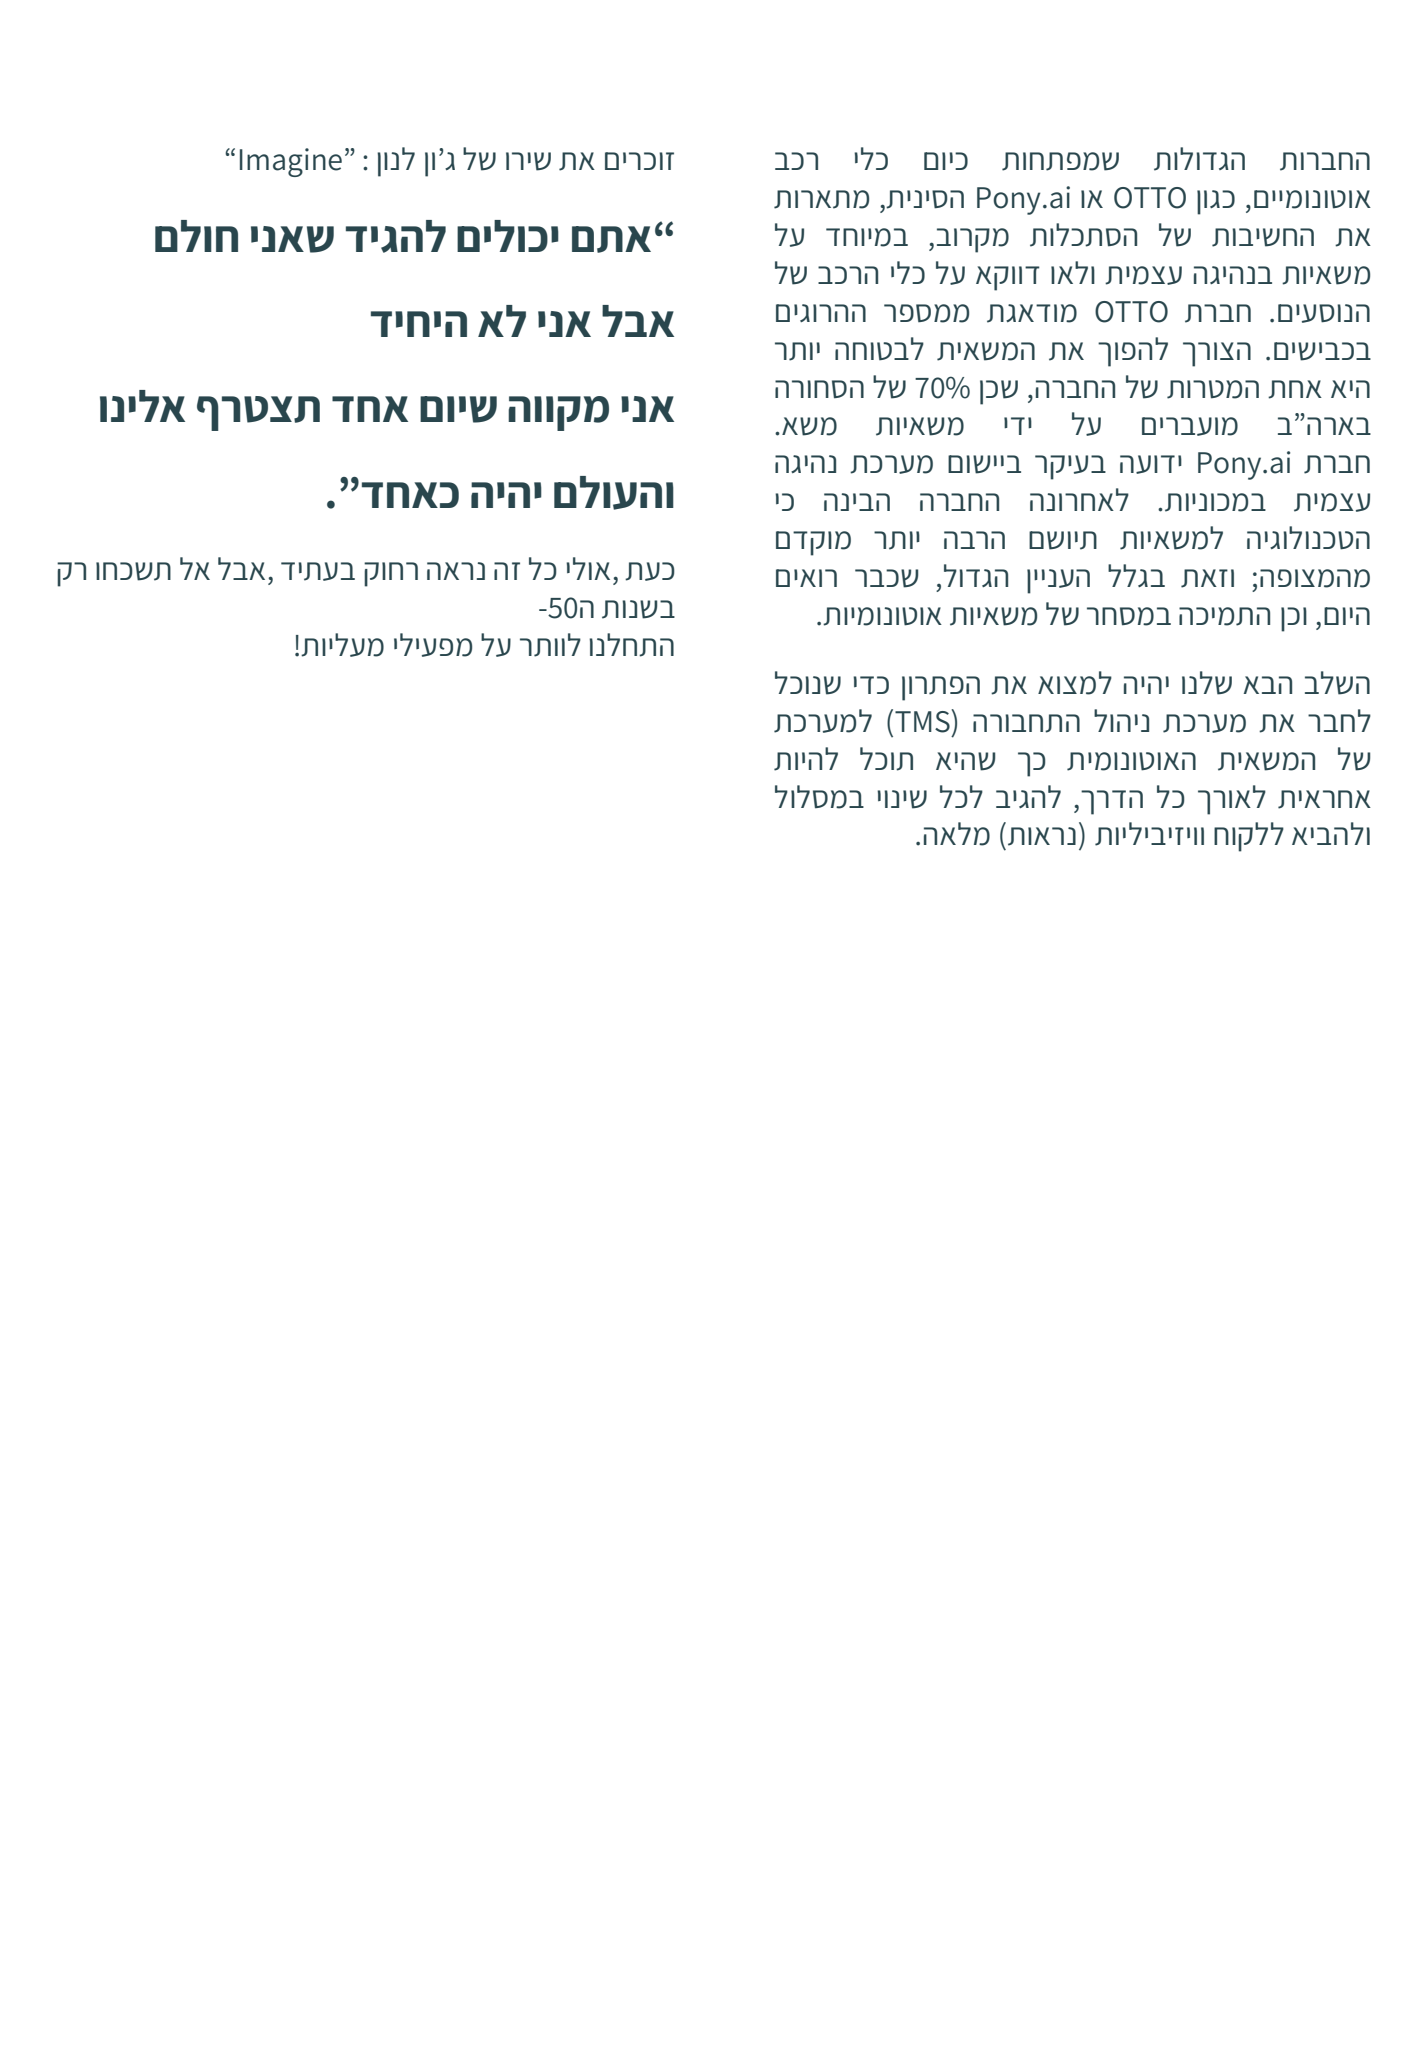 החברות הגדולות שמפתחות כיום כלי רכב
אוטונומיים, כגון OTTO או Pony.ai הסינית, מתארות
את החשיבות של הסתכלות מקרוב, במיוחד על
משאיות בנהיגה עצמית ולאו דווקא על כלי הרכב של
הנוסעים. חברת OTTO מודאגת ממספר ההרוגים
בכבישים. הצורך להפוך את המשאית לבטוחה יותר
היא אחת המטרות של החברה, שכן 70% של הסחורה
בארה”ב מועברים על ידי משאיות משא.
חברת Pony.ai ידועה בעיקר ביישום מערכת נהיגה
עצמית במכוניות. לאחרונה החברה הבינה כי
הטכנולוגיה למשאיות תיושם הרבה יותר מוקדם
מהמצופה; וזאת בגלל העניין הגדול, שכבר רואים
היום, וכן התמיכה במסחר של משאיות אוטונומיות.
השלב הבא שלנו יהיה למצוא את הפתרון כדי שנוכל
לחבר את מערכת ניהול התחבורה (TMS) למערכת
של המשאית האוטונומית כך שהיא תוכל להיות
אחראית לאורך כל הדרך, להגיב לכל שינוי במסלול
ולהביא ללקוח וויזיביליות (נראות) מלאה.
זוכרים את שירו של ג’ון לנון : ”Imagine“
“אתם יכולים להגיד שאני חולם
אבל אני לא היחיד
אני מקווה שיום אחד תצטרף אלינו
והעולם יהיה כאחד”.
כעת ,אולי כל זה נראה רחוק בעתיד ,אבל אל תשכחו רק
בשנות ה50-
התחלנו לוותר על מפעילי מעליות!